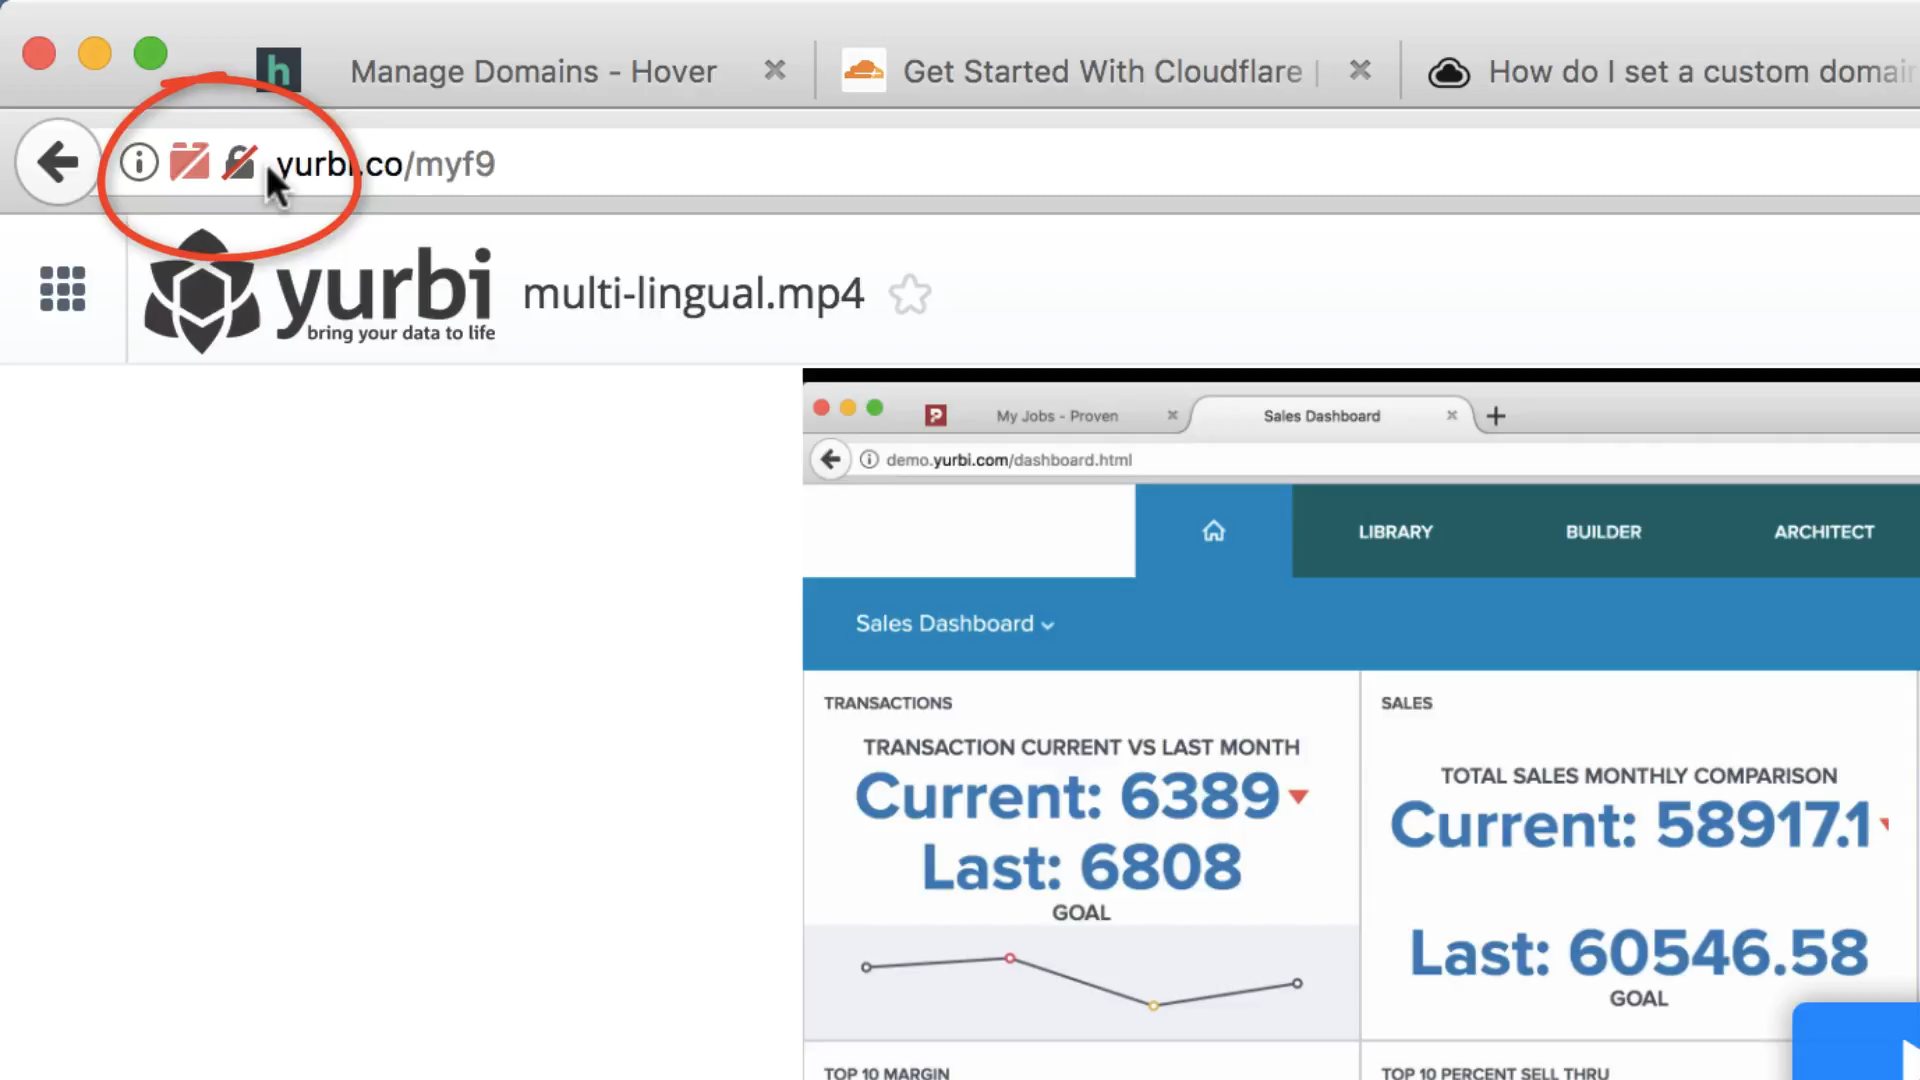 h Manage Domains - Hover
Get Started With Cloudflare |
How do I set a custom domain
yurbi.co/myf9
yurbi
bring your data to life
multi-lingual.mp4
P My Jobs - Proven
Sales Dashboard
demo.yurbi.com/dashboard.html
LIBRARY
BUILDER
ARCHITECT
Sales Dashboard
TRANSACTIONS
TRANSACTION CURRENT VS LAST MONTH
Current: 6389
Last: 6808
GOAL
SALES
TOTAL SALES MONTHLY COMPARISON
Current: 58917.1
Last: 60546.58
GOAL
TOP 10 MARGIN
TOP 10 PERCENT SELL THRU